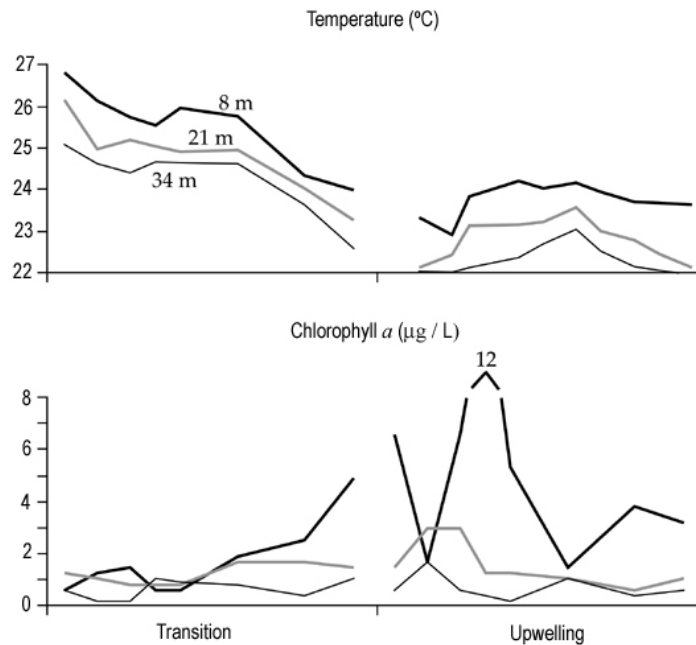 Temperature (ºC)
27
26
25
24
23
22
8 m
21 m
34 m
Chlorophyll a (µg / L)
12
8
6
4
2
0
Transition
Upwelling